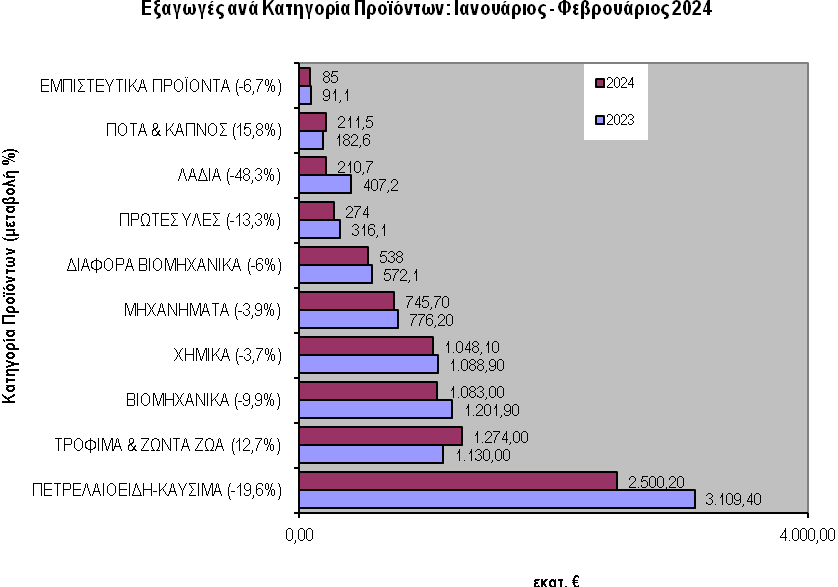 Εξαγωγές ανά Κατηγορία Προϊόντων: Ιανουάριος - Φεβρουάριος 2024
Κατηγορία Προϊόντων (μεταβολή %)
2024
2023
ΕΜΠΙΣΤΕΥΤΙΚΑ ΠΡΟΪΟΝΤΑ (-6,7%)
85
91,1
ΠΟΤΑ & ΚΑΠΝΟΣ (15,8%)
211,5
182,6
ΛΑΔΙΑ (-48,3%)
210,7
407,2
ΠΡΩΤΕΣ ΥΛΕΣ (-13,3%)
274
316,1
ΔΙΑΦΟΡΑ ΒΙΟΜΗΧΑΝΙΚΑ (-6%)
538
572,1
ΜΗΧΑΝΗΜΑΤΑ (-3,9%)
745,70
776,20
ΧΗΜΙΚΑ (-3,7%)
1.048,10
1.088,90
ΒΙΟΜΗΧΑΝΙΚΑ (-9,9%)
1.083,00
1.201,90
ΤΡΟΦΙΜΑ & ΖΩΝΤΑ ΖΩΑ (12,7%)
1.274,00
1.130,00
ΠΕΤΡΕΛΑΙΟΕΙΔΗ-ΚΑΥΣΙΜΑ (-19,6%)
2.500,20
3.109,40
0,00
4.000,00
εκατ. €